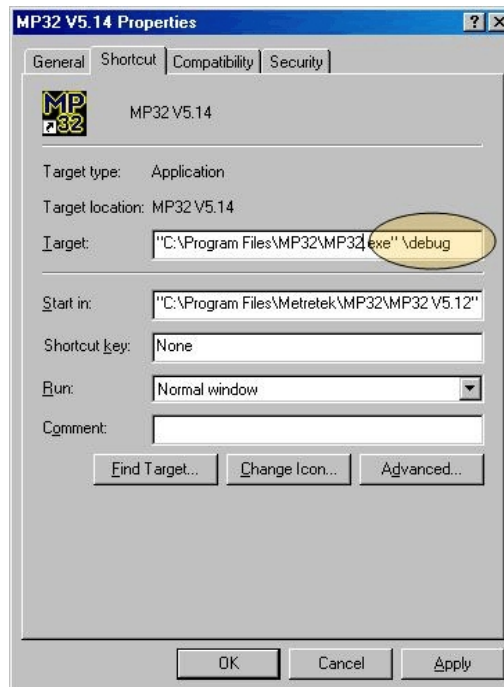 MP32 V5.14 Properties
General Shortcut Compatibility Security
MP 32 MP32 V5.14
Target type: Application
Target location: MP32 V5.14
Target: "C:\Program Files\MP32\MP32.exe" \debug
Start in: "C:\Program Files\Metretek\MP32\MP32 V5.12"
Shortcut key: None
Run: Normal window
Comment:
Find Target... Change Icon... Advanced...
OK Cancel Apply